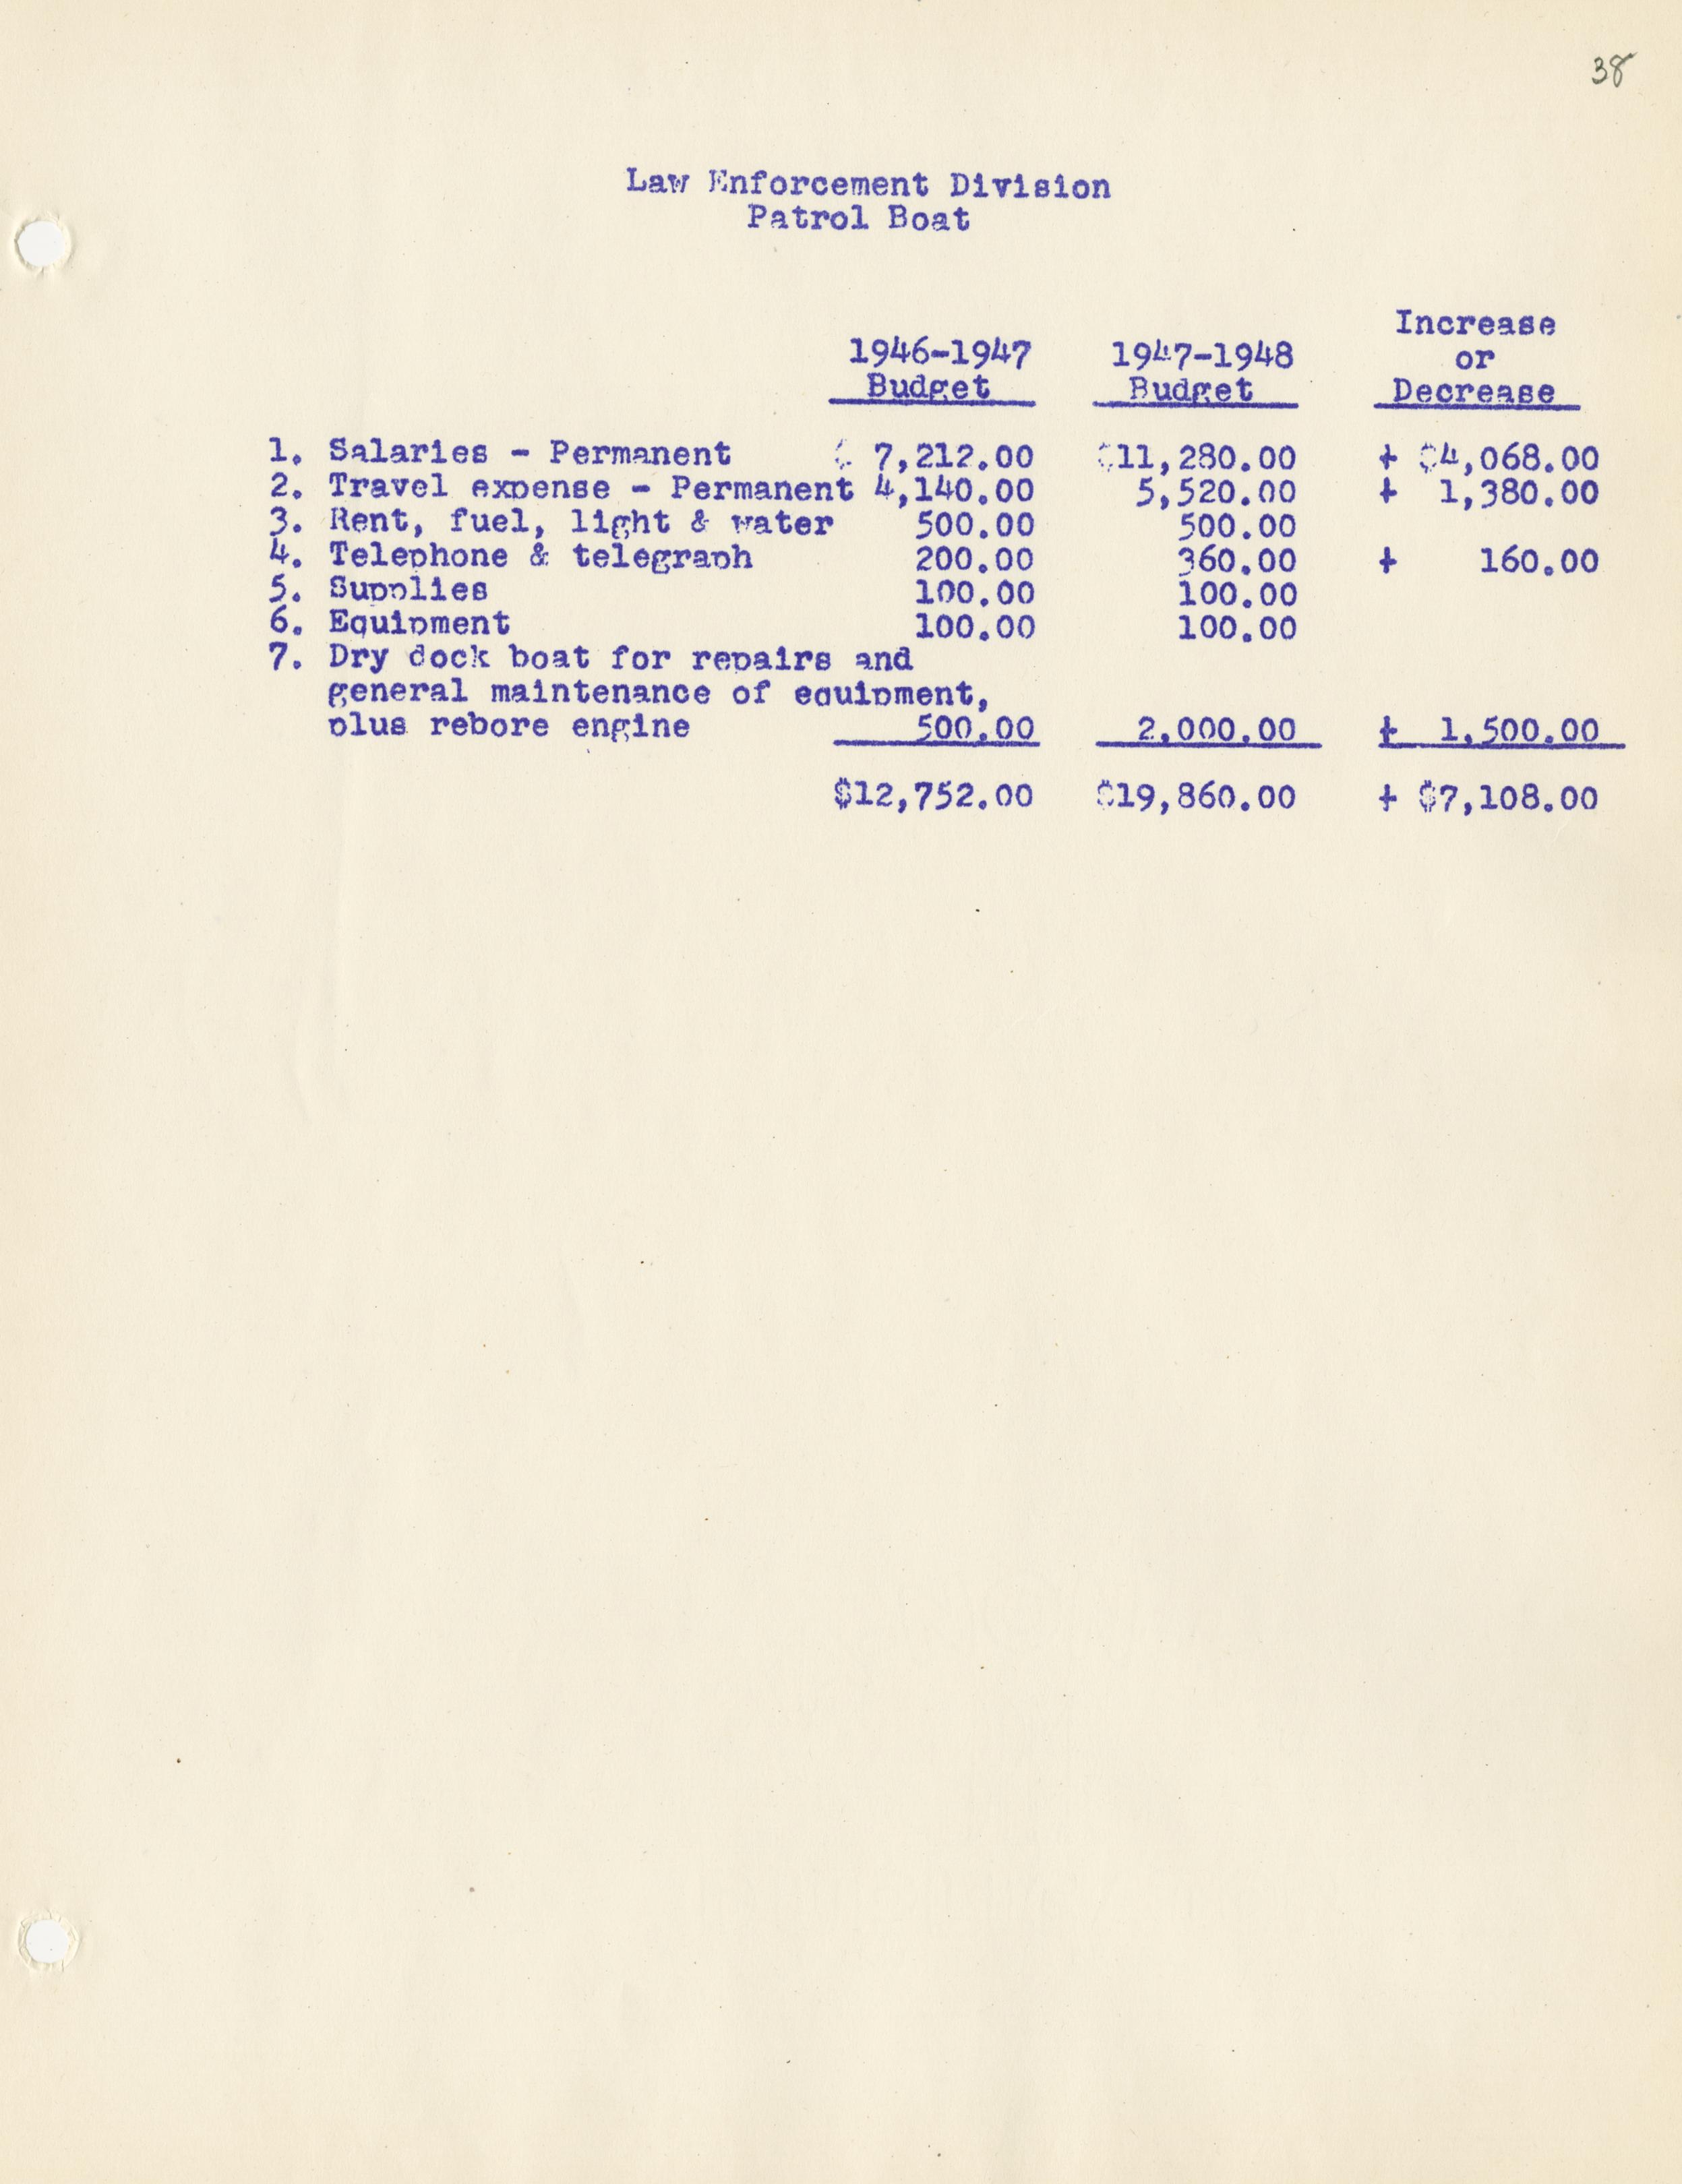 38
Law Enforcement Division
Patrol Boat
Increase
1946-1947 1947-1948 or
Budget Budget Decrease
1. Salaries - Permanent $ 7,212.00 $11,280.00 + $4,068.00
2. Travel expense - Permanent 4,140.00 5,520.00 + 1,380.00
3. Rent, fuel, light & water 500.00 500.00
4. Telephone & telegraph 200.00 360.00 + 160.00
5. Supplies 100.00 100.00
6. Equipment 100.00 100.00
7. Dry dock boat for repairs and
general maintenance of equipment,
plus rebore engine 500.00 2,000.00 + 1,500.00
$12,752.00 $19,860.00 + $7,108.00